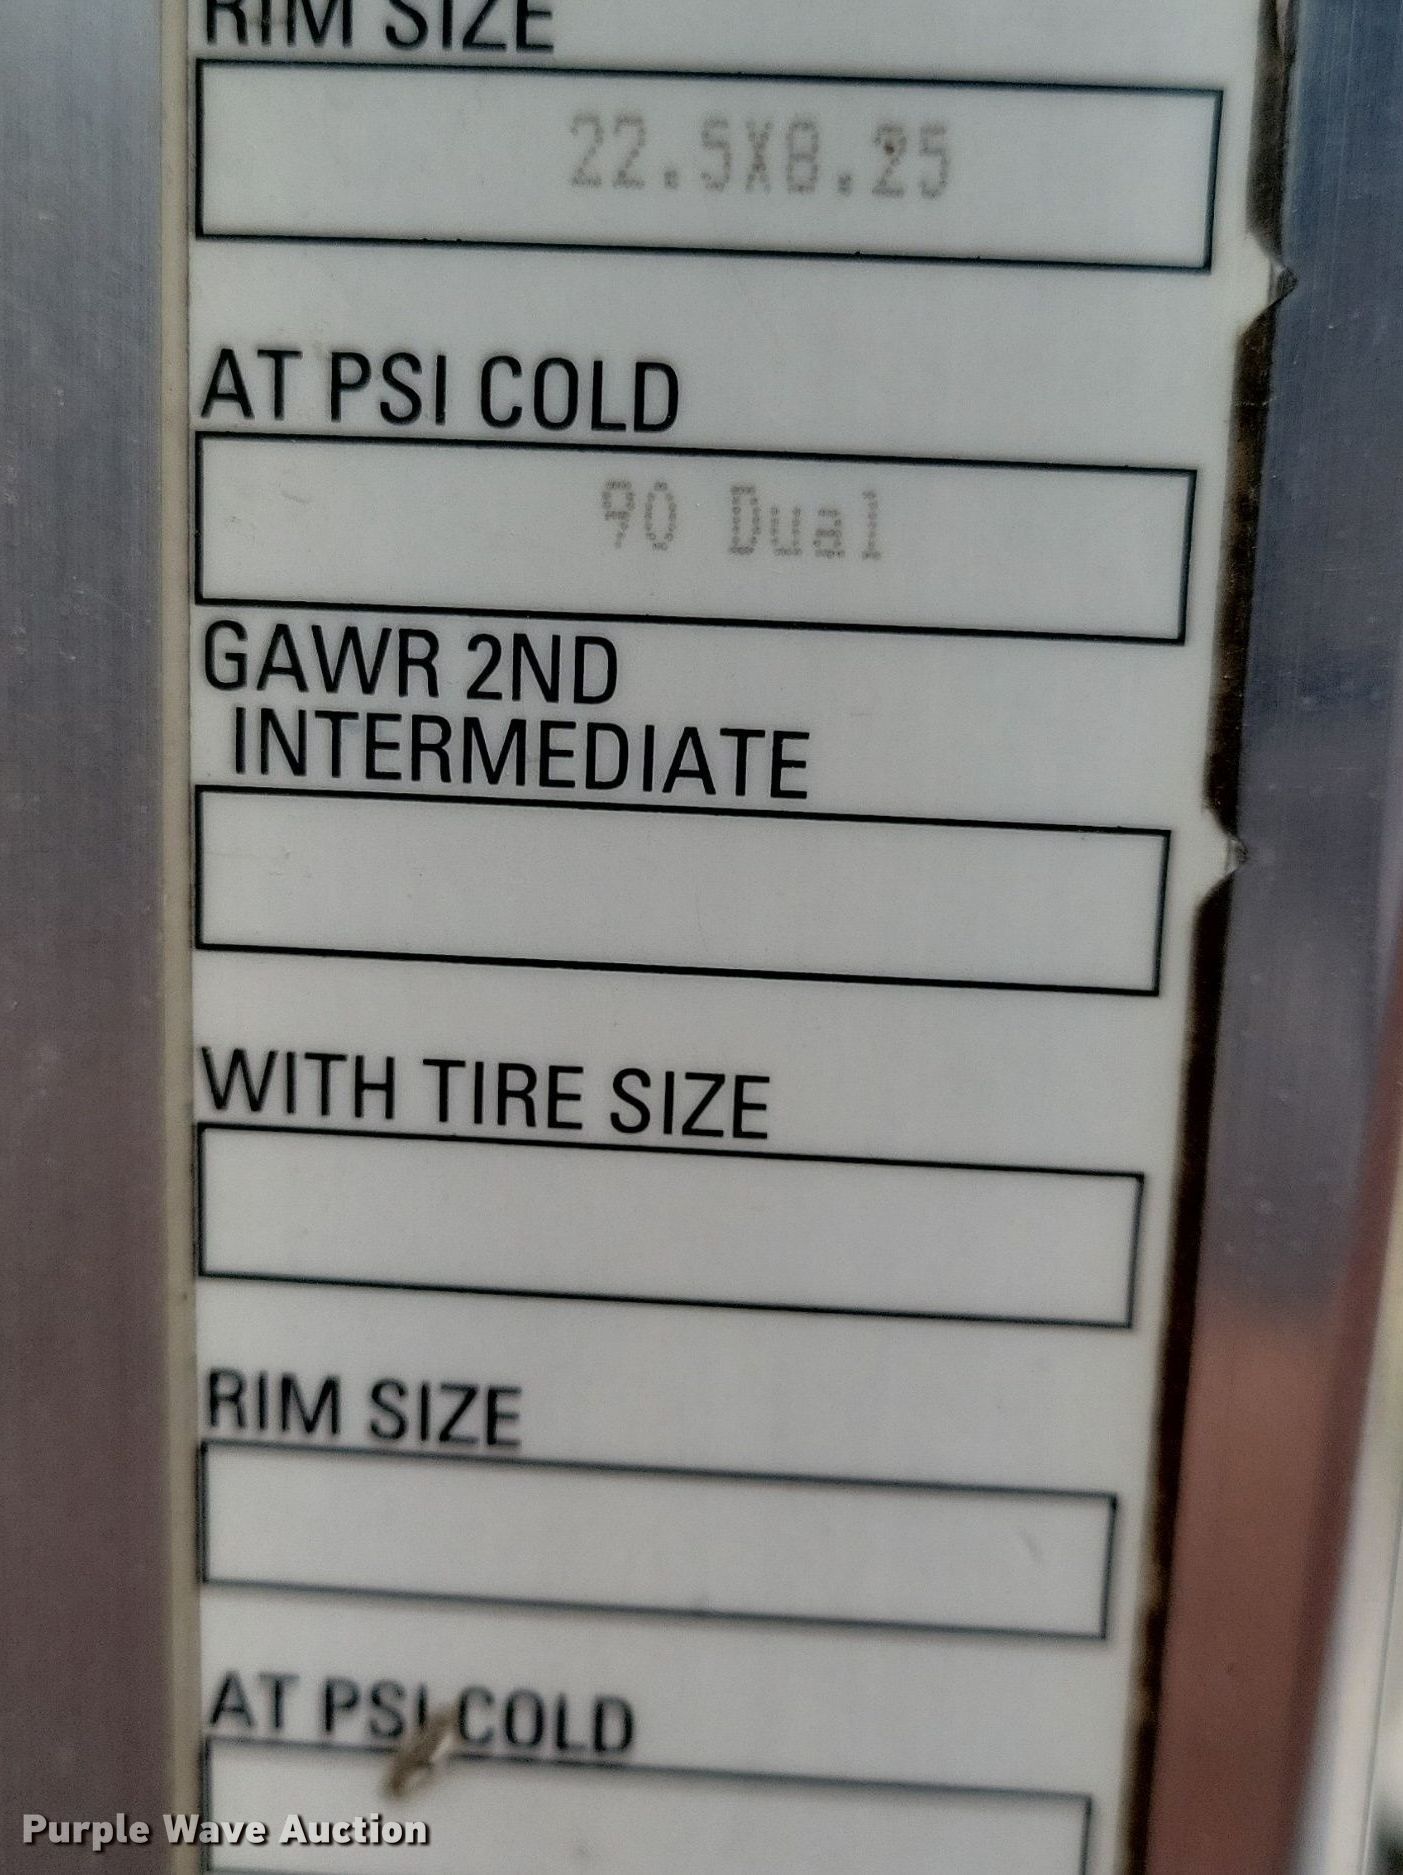 RIM SIZE
22.5X8.25
AT PSI COLD
90 Dual
GAWR 2ND
INTERMEDIATE
WITH TIRE SIZE
RIM SIZE
AT PSI COLD
Purple Wave Auction